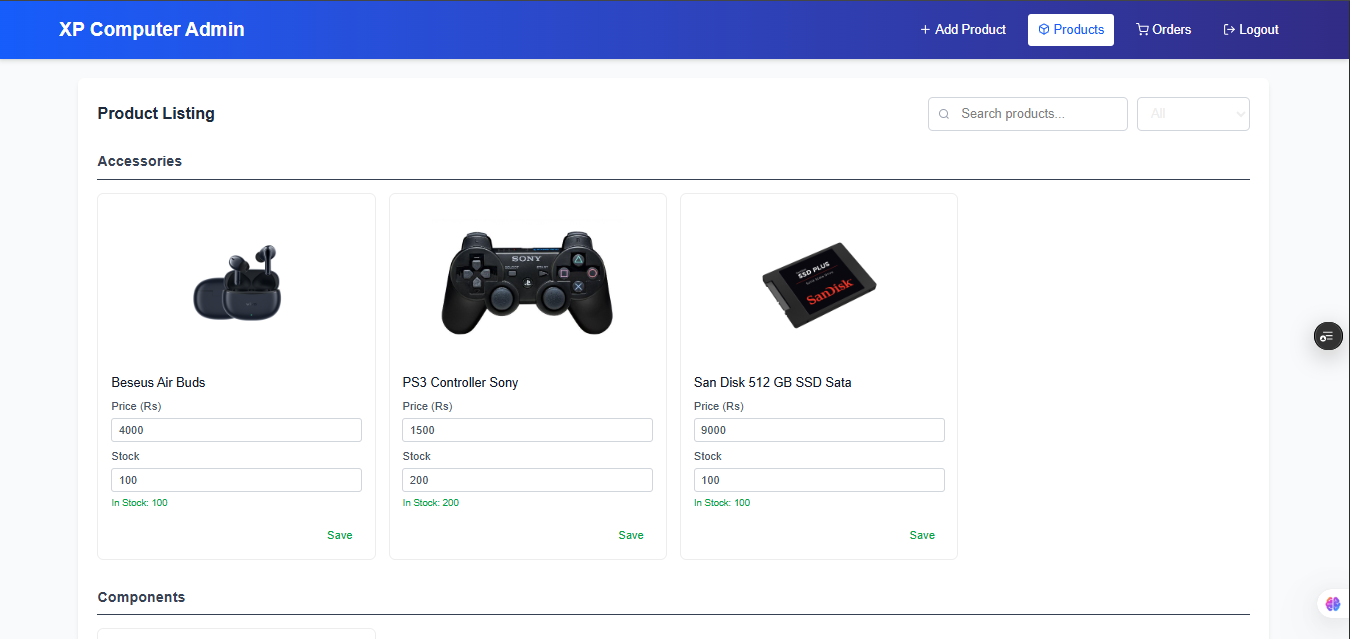 XP Computer Admin
+ Add Product
Products
Orders
Logout
Product Listing
Search products...
All
Accessories
SONY
SSD PLUS
SanDisk
Beseus Air Buds
PS3 Controller Sony
San Disk 512 GB SSD Sata
Price (Rs)
Price (Rs)
Price (Rs)
4000
1500
9000
Stock
Stock
Stock
100
200
100
In Stock: 100
In Stock: 200
In Stock: 100
Save
Save
Save
Components